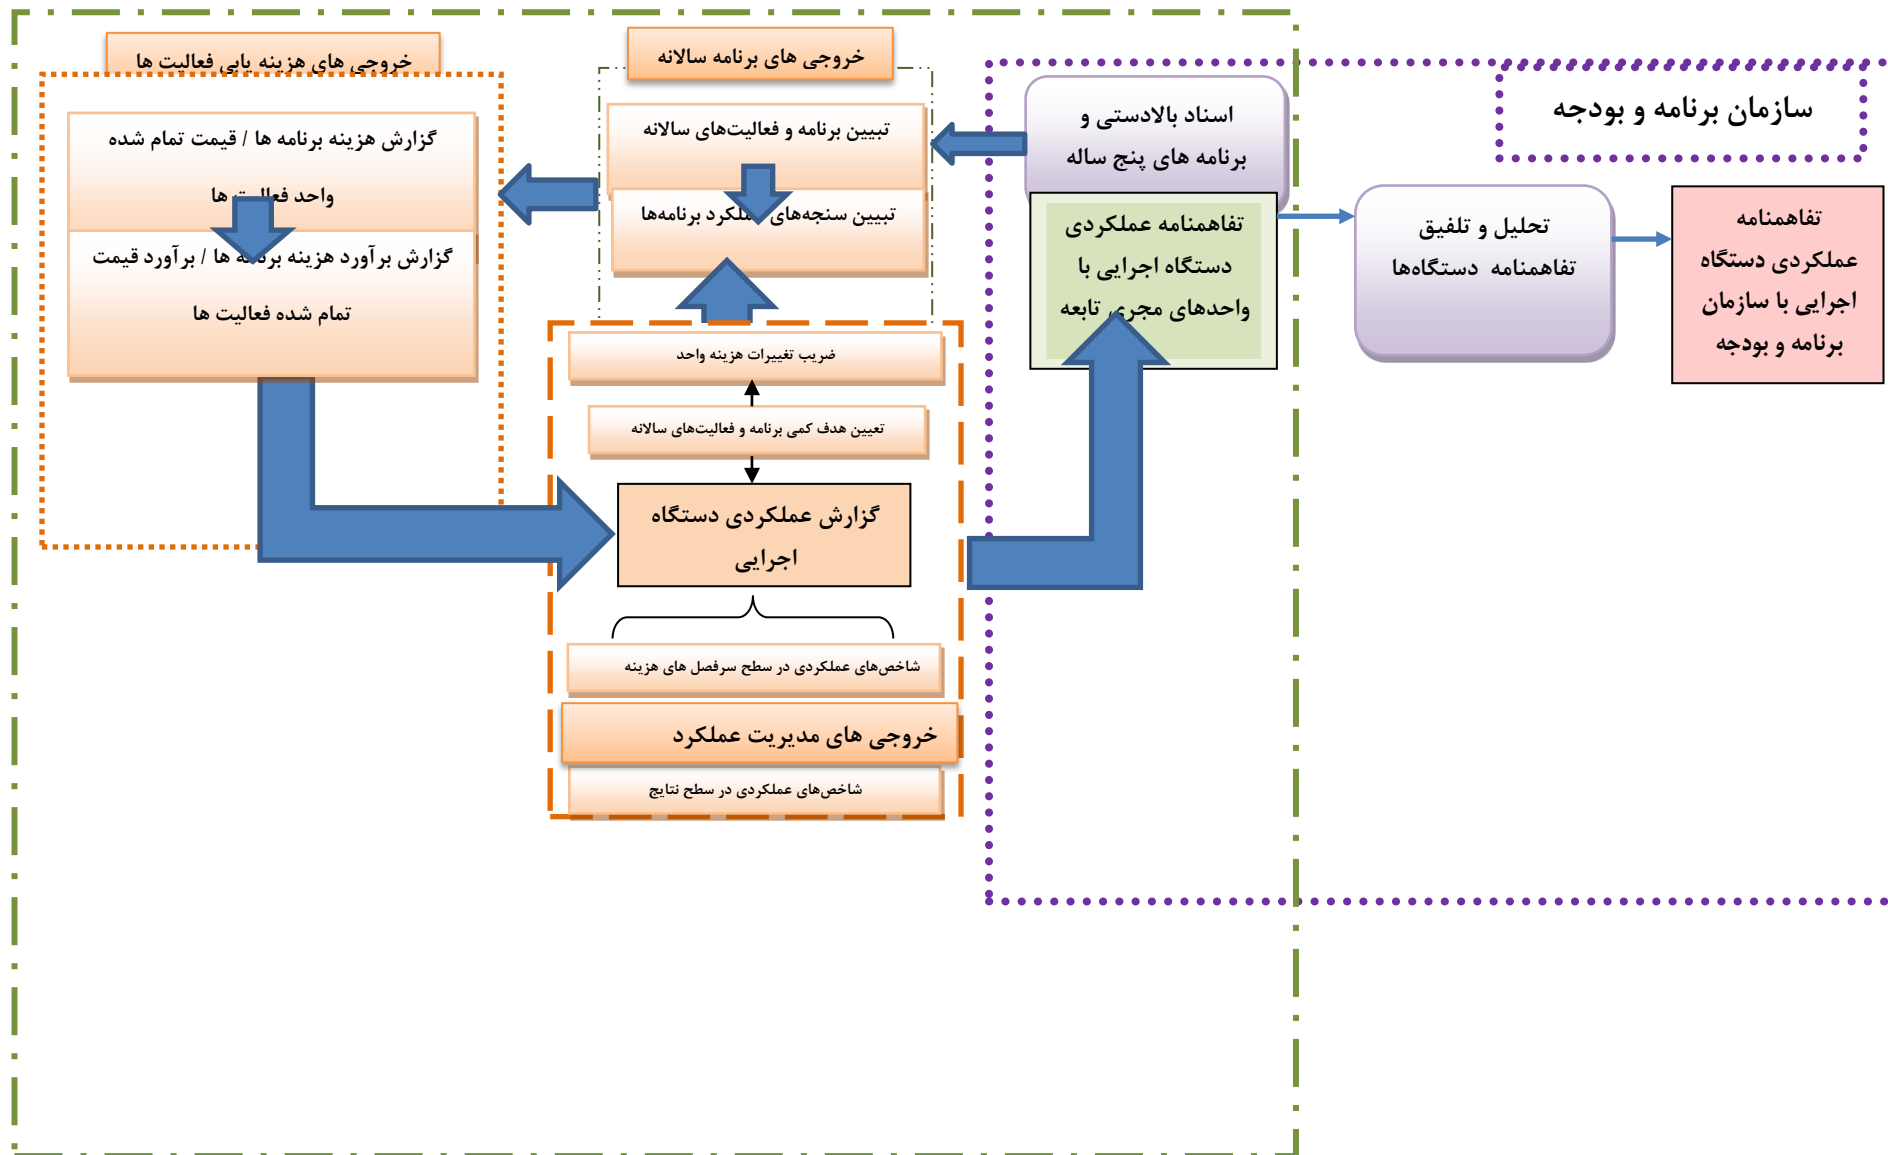 سازمان برنامه و بودجه
اسناد بالادستی و
برنامه های پنج ساله
تفاهمنامه عملکردی
دستگاه اجرایی با
واحدهای مجری تابعه
تحلیل و تلفیق
تفاهمنامه دستگاه‌ها
تفاهمنامه
عملکردی دستگاه
اجرایی با سازمان
برنامه و بودجه
خروجی های برنامه سالانه
تبیین برنامه و فعالیت‌های سالانه
تبیین سنجه‌های عملکرد برنامه‌ها
خروجی های هزینه یابی فعالیت ها
گزارش هزینه برنامه ها / قیمت تمام شده
واحد فعالیت ها
گزارش برآورد هزینه برنامه ها / برآورد قیمت
تمام شده فعالیت ها
ضریب تغییرات هزینه واحد
تعیین هدف کمی برنامه و فعالیت‌های سالانه
گزارش عملکردی دستگاه
اجرایی
شاخص‌های عملکردی در سطح سرفصل های هزینه
خروجی های مدیریت عملکرد
شاخص‌های عملکردی در سطح نتایج